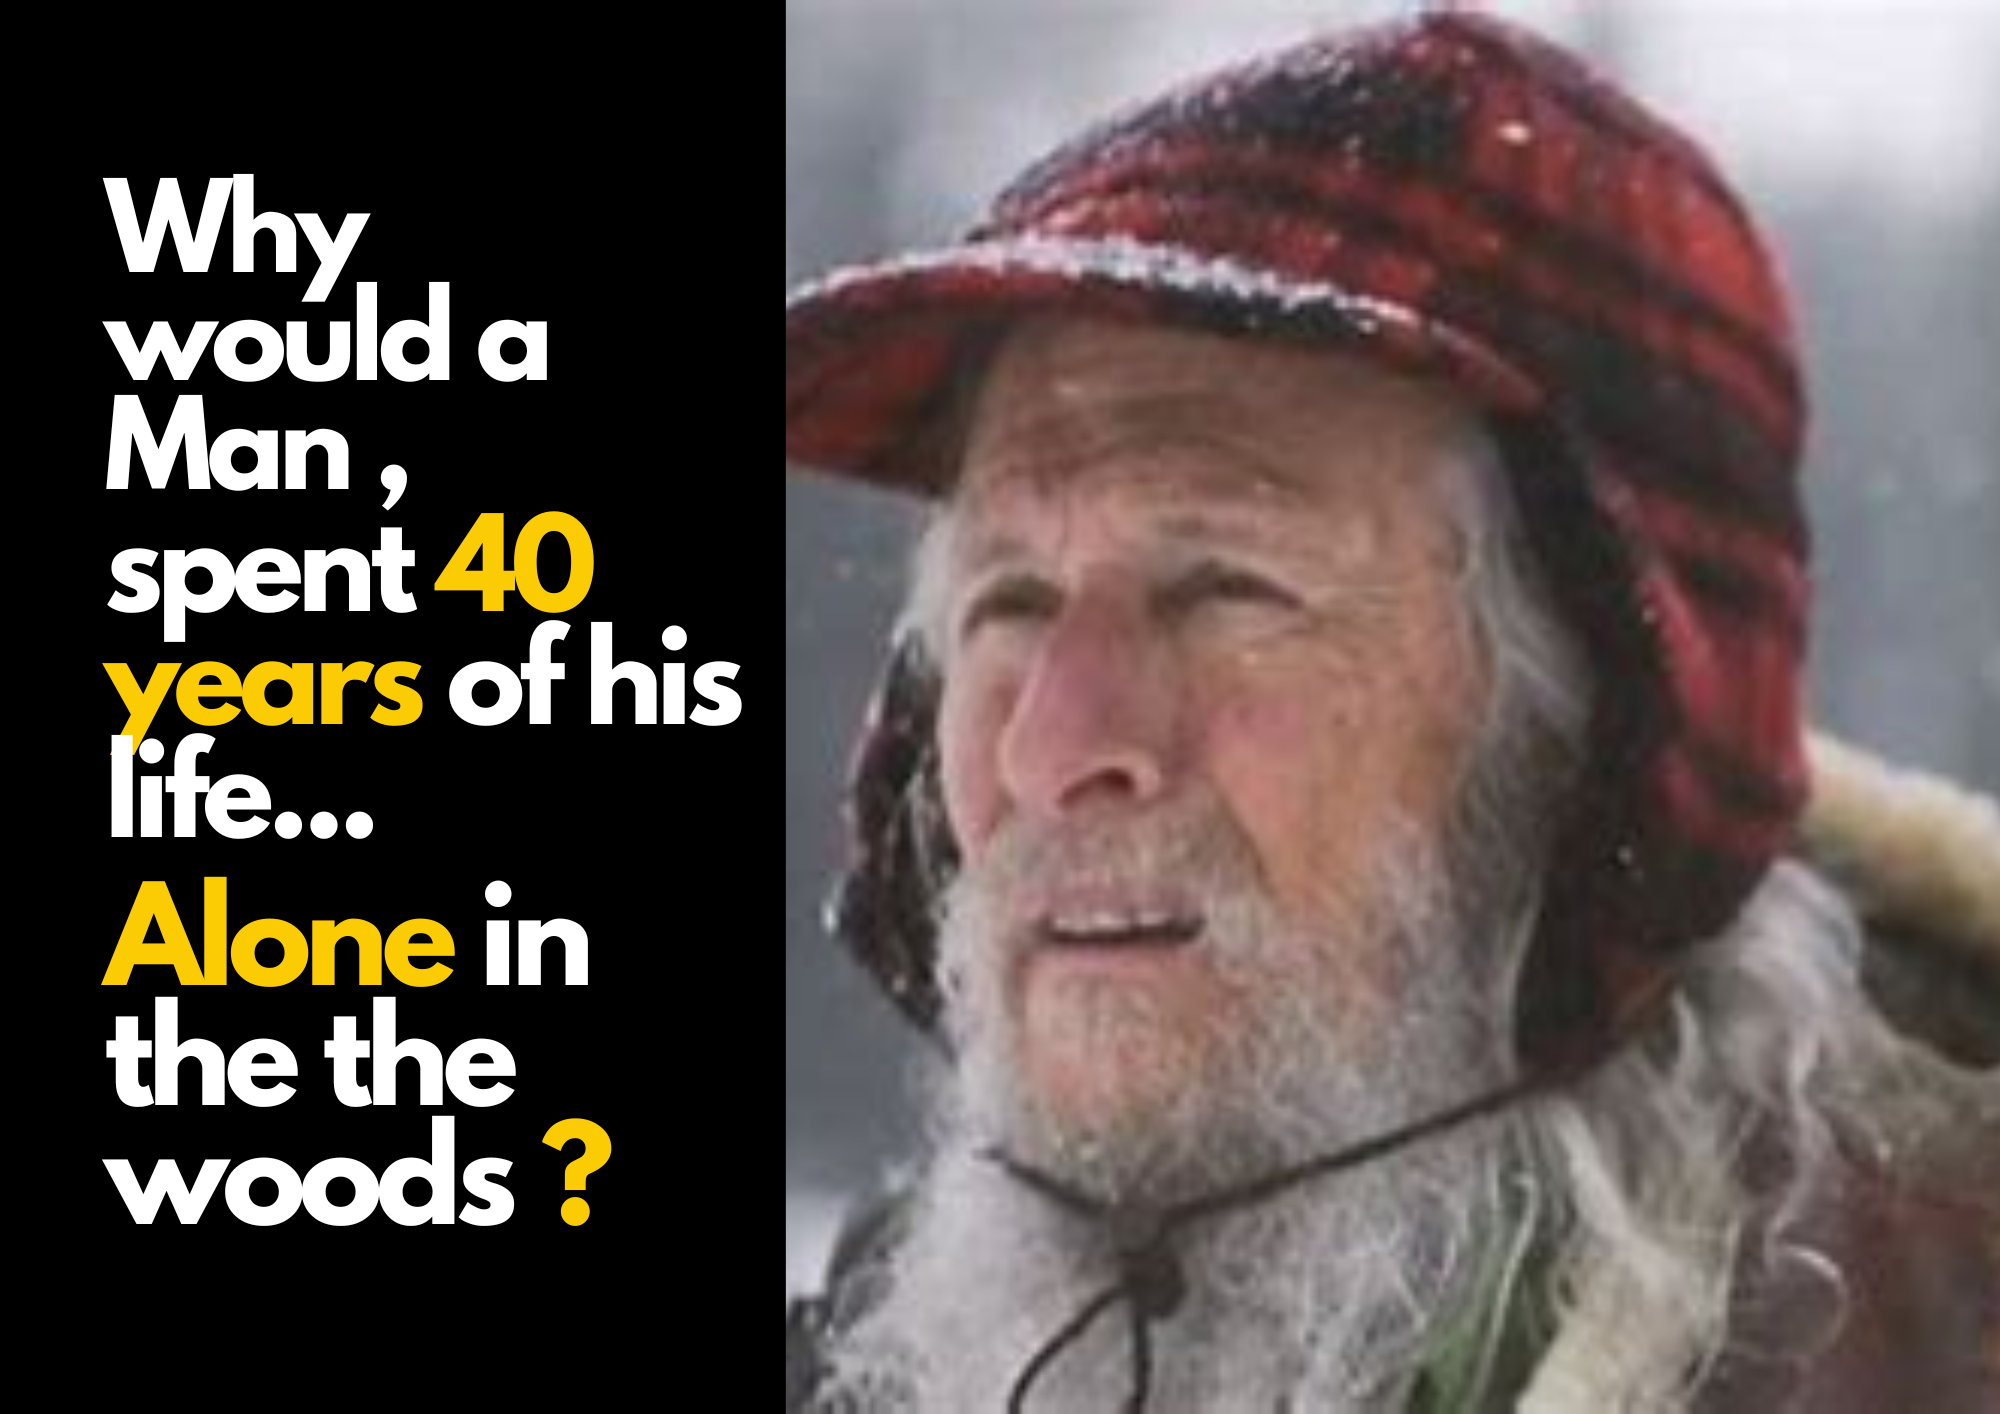 Why
would a
Man ,
spent 40
years of his
life...
Alone in
the the
woods ?